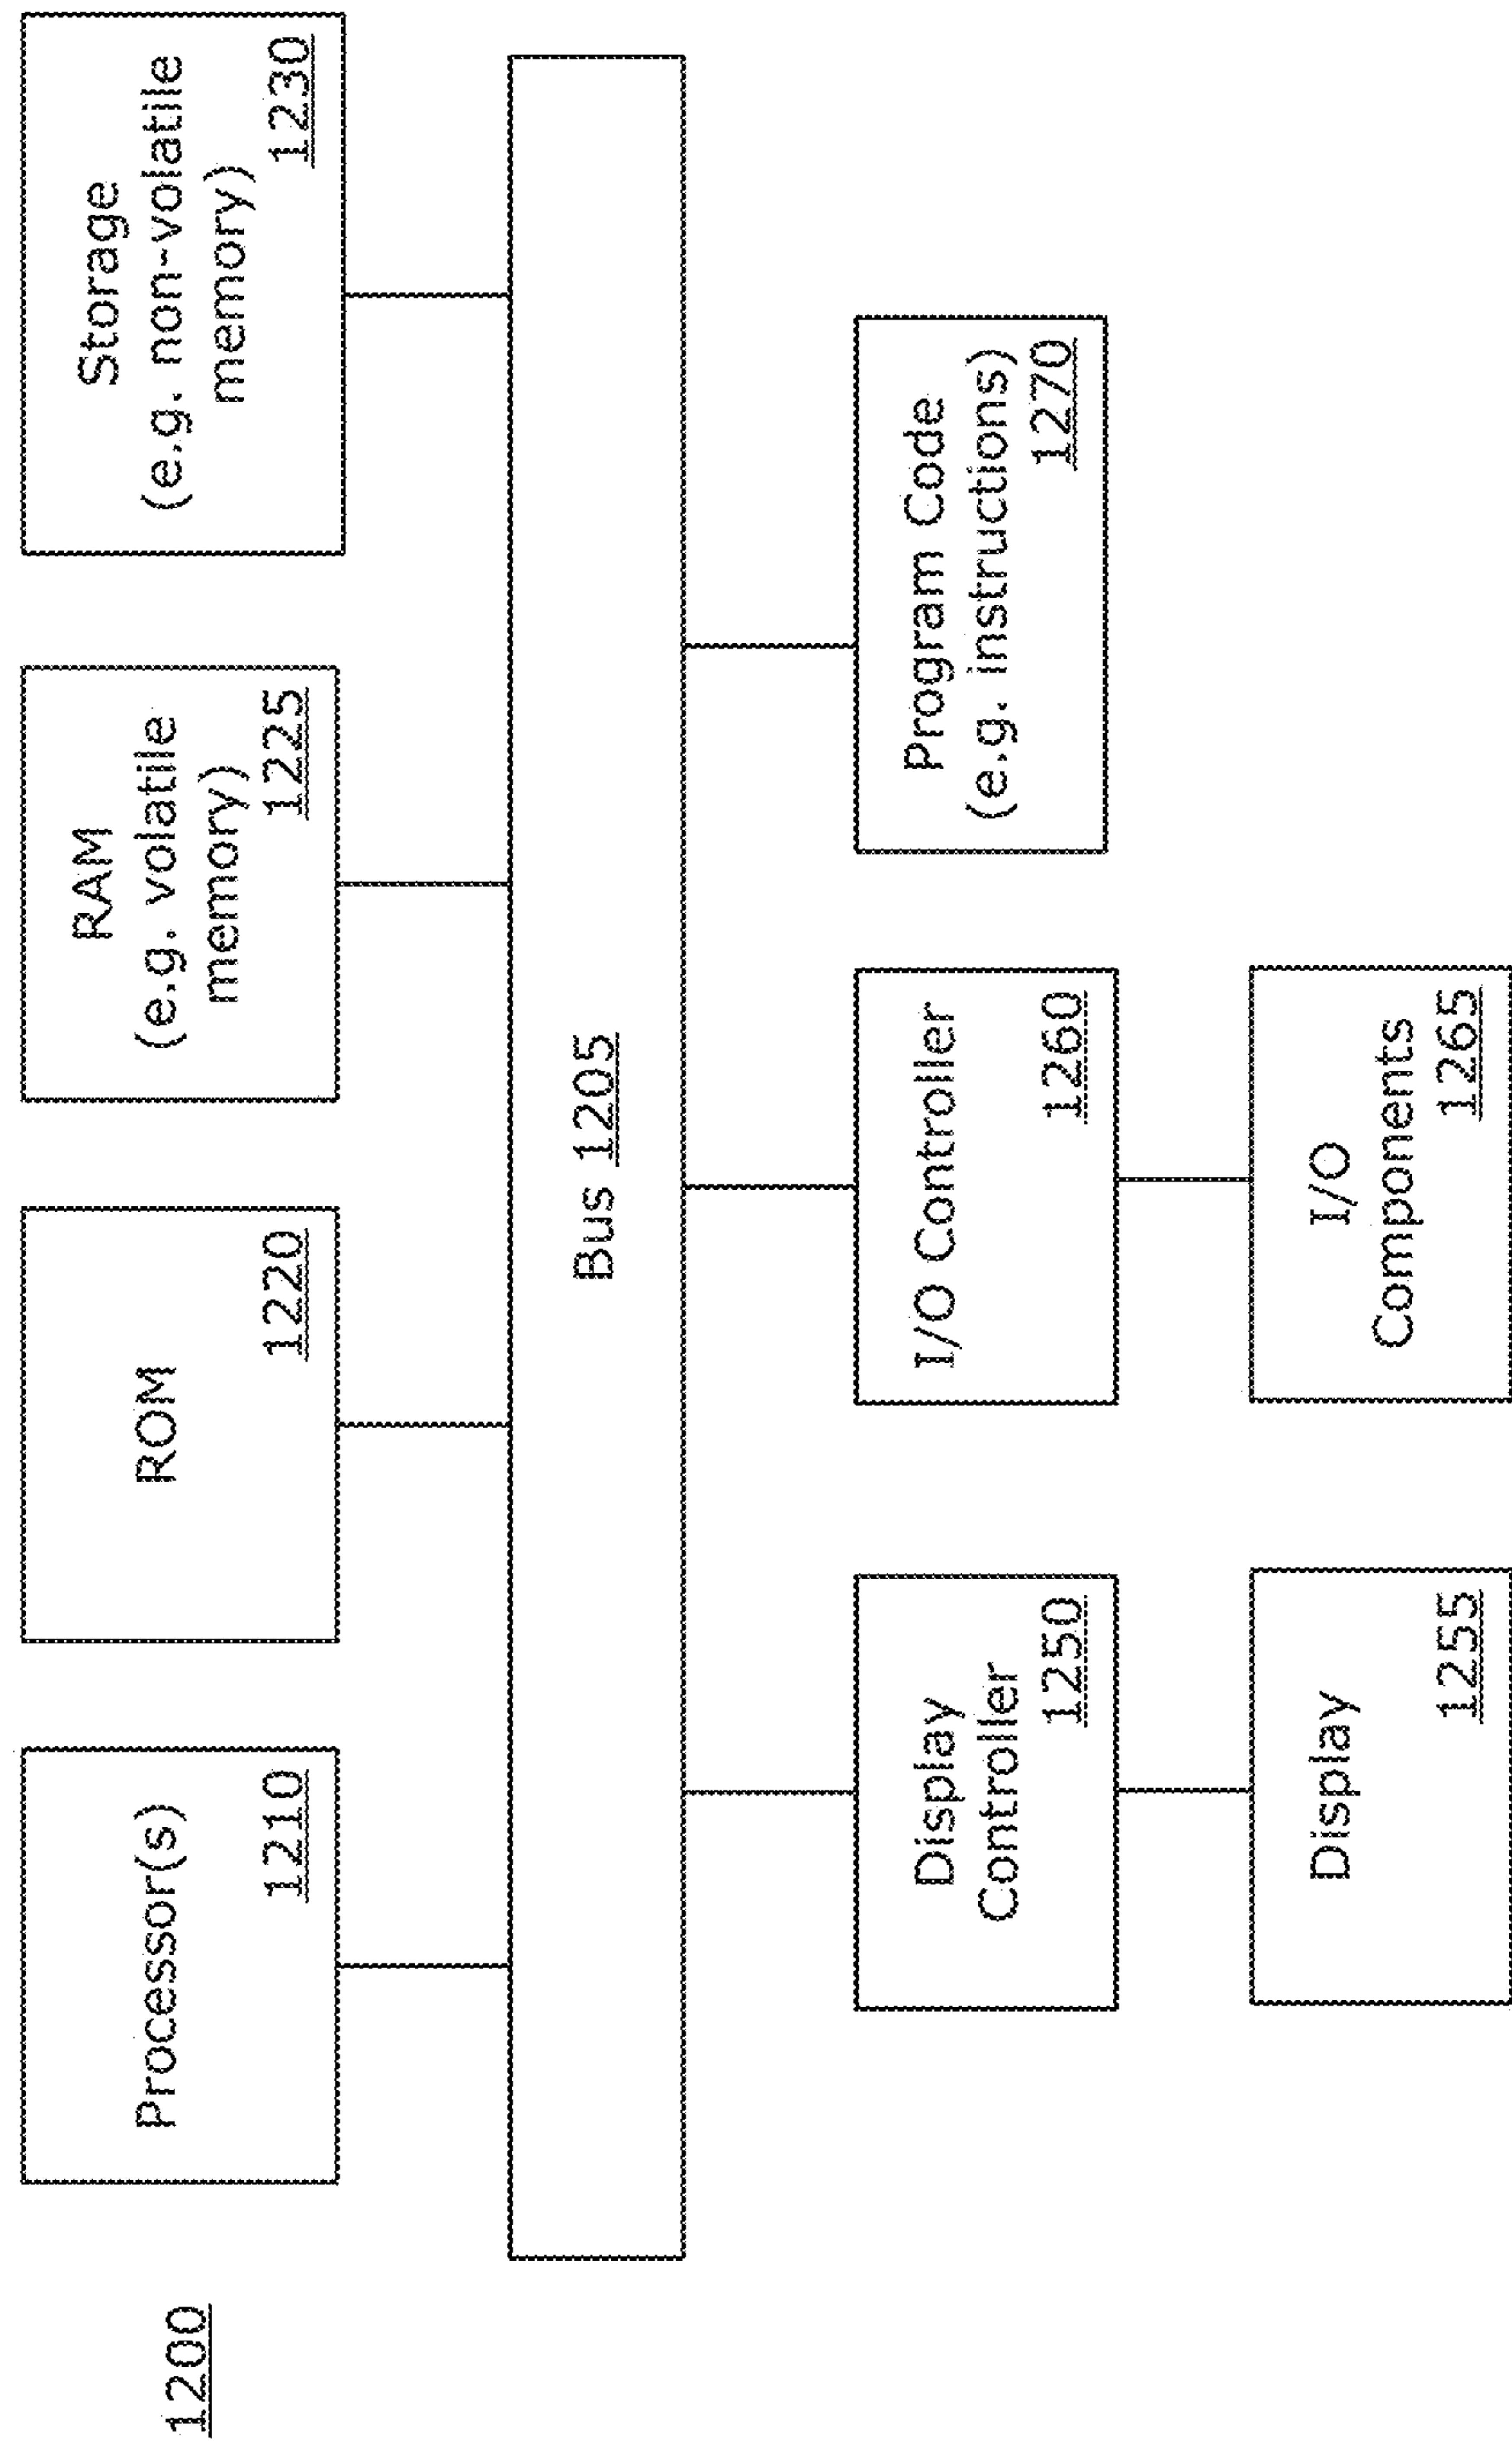 1200
Processor(s)
1210
ROM
1220
RAM
(e.g. volatile
memory)
1225
Storage
(e.g. non-volatile
memory)
1230
Bus 1205
Display
Controller
1250
I/O Controller
1260
Program Code
(e.g. instructions)
1270
Display
1255
I/O
Components
1265